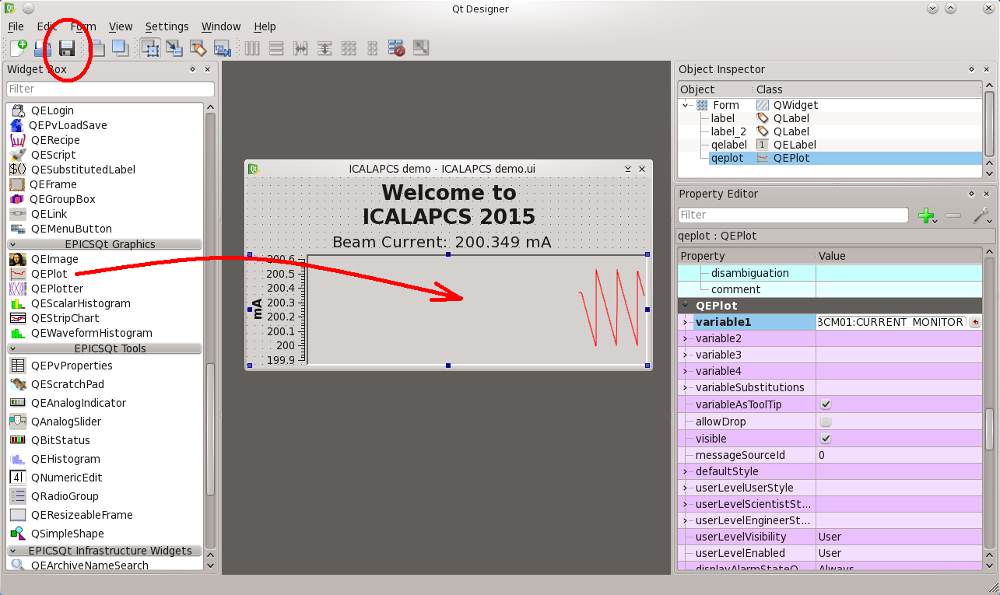 Qt Designer
File Edit Form View Settings Window Help
Widget Box
Filter
QELogin
QEPvLoadSave
QERecipe
QEScript
QESubstitutedLabel
QEFrame
QEGroupBox
QELink
QEMenuButton
EPICSQt Graphics
QEImage
QEPlot
QEPlotter
QEScalarHistogram
QEStripChart
QEWaveformHistogram
EPICSQt Tools
QEPvProperties
QEScratchPad
QEAnalogIndicator
QAnalogSlider
QBitStatus
QEHistogram
QNumericEdit
QRadioGroup
QEResizeableFrame
QSimpleShape
EPICSQt Infrastructure Widgets
QEArchiveNameSearch
ICALAPCS demo - ICALAPCS demo.ui
Welcome to
ICALAPCS 2015
Beam Current: 200.349 mA
mA
200.6
200.5
200.4
200.3
200.2
200.1
200
199.9
Object Inspector
Object Class
Form QWidget
label QLabel
label_2 QLabel
qelabel QELabel
qeplot QEPlot
Property Editor
Filter
qeplot : QEPlot
Property Value
disambiguation
comment
QEPlot
variable1 BCM01:CURRENT_MONITOR
variable2
variable3
variable4
variableSubstitutions
variableAsToolTip
allowDrop
visible
messageSourceId 0
defaultStyle
userLevelUserStyle
userLevelScientistSt...
userLevelEngineerSt...
userLevelVisibility User
userLevelEnabled User
displayAlarmStateO... Always